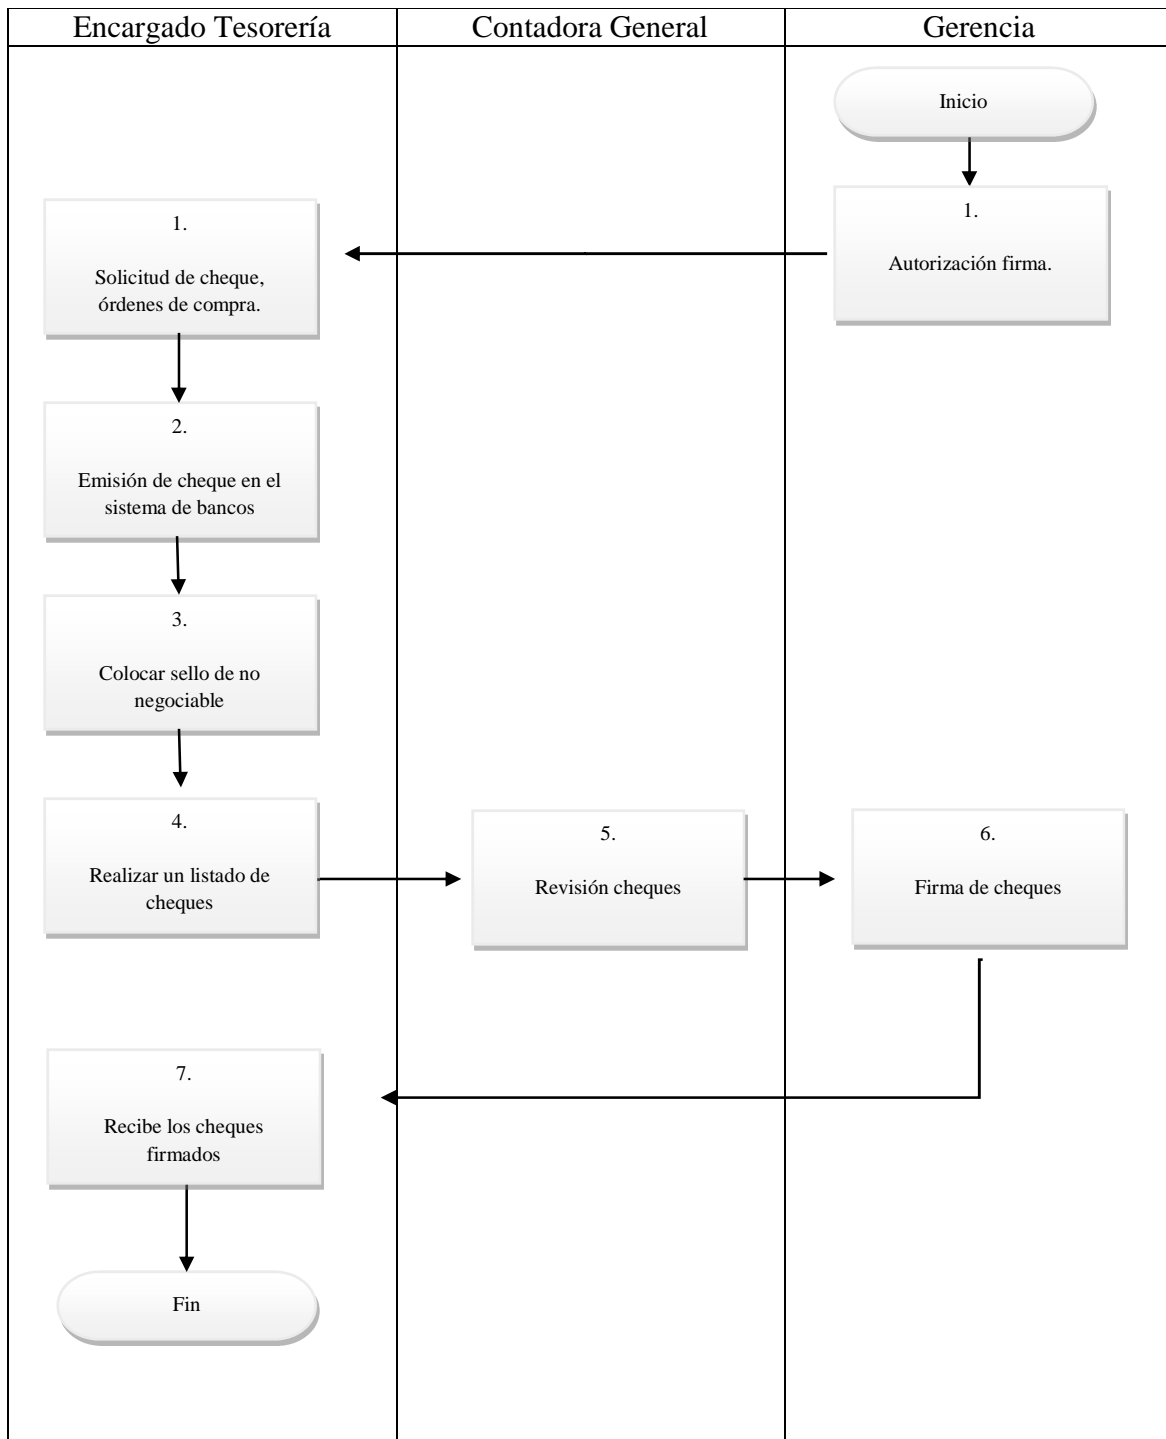 Encargado Tesorería
Contadora General
Gerencia
Inicio
1.
Autorización firma.
1.
Solicitud de cheque,
órdenes de compra.
2.
Emisión de cheque en el
sistema de bancos
3.
Colocar sello de no
negociable
4.
Realizar un listado de
cheques
5.
Revisión cheques
6.
Firma de cheques
7.
Recibe los cheques
firmados
Fin